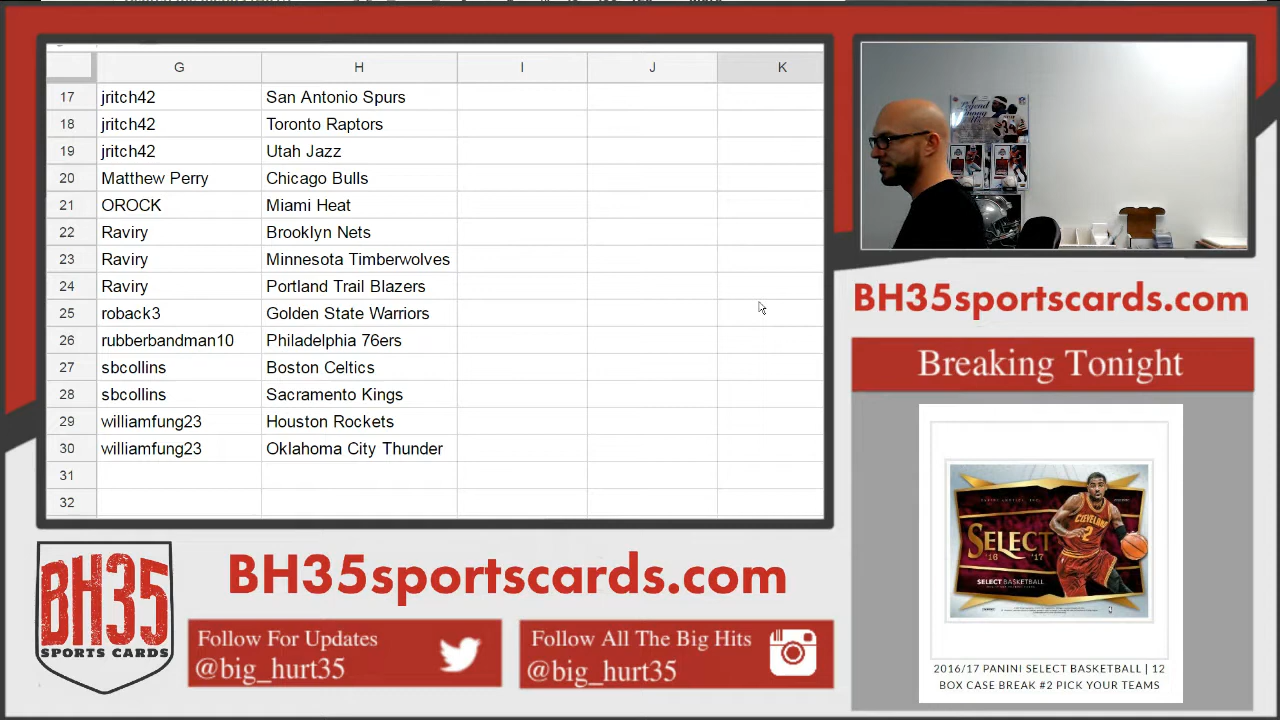 G H I J K
17 jritch42 San Antonio Spurs
18 jritch42 Toronto Raptors
19 jritch42 Utah Jazz
20 Matthew Perry Chicago Bulls
21 OROCK Miami Heat
22 Raviry Brooklyn Nets
23 Raviry Minnesota Timberwolves
24 Raviry Portland Trail Blazers
25 roback3 Golden State Warriors
26 rubberbandman10 Philadelphia 76ers
27 sbcollins Boston Celtics
28 sbcollins Sacramento Kings
29 williamfung23 Houston Rockets
30 williamfung23 Oklahoma City Thunder
31
32
BH35sportscards.com
Breaking Tonight
CLEVELAND
2
SELECT
'16 '17
SELECT BASKETBALL
2016/17 PANINI SELECT BASKETBALL | 12
BOX CASE BREAK #2 PICK YOUR TEAMS
BH35
SPORTS CARDS
BH35sportscards.com
Follow For Updates
@big_hurt35
Follow All The Big Hits
@big_hurt35